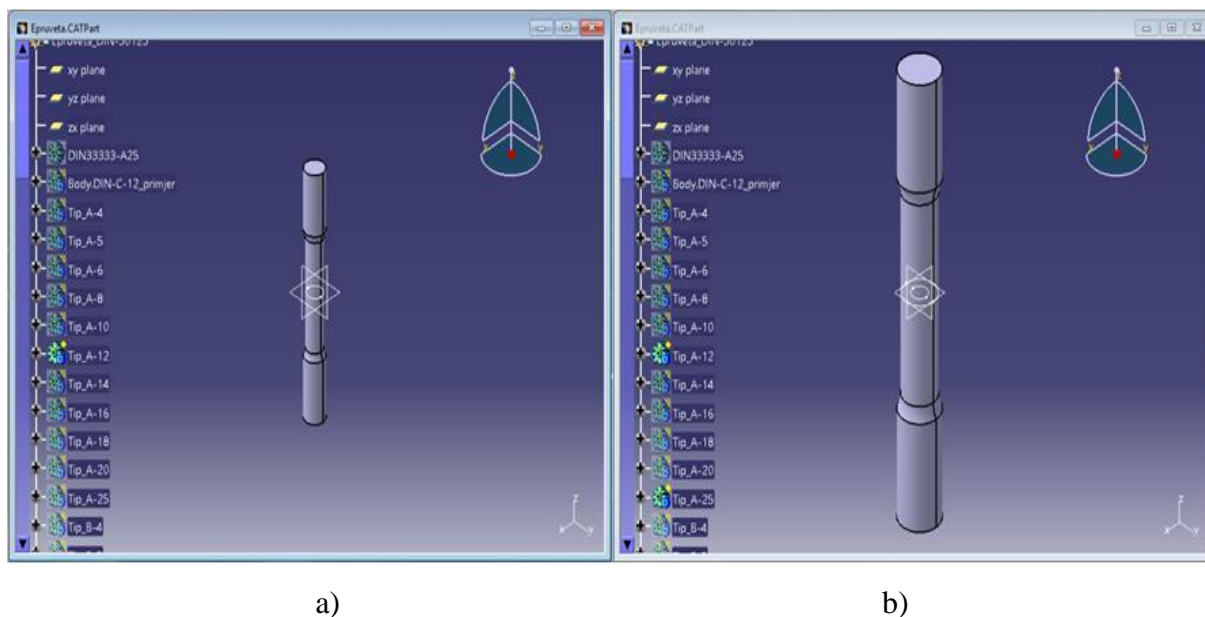 Epruveta.CATPart
xy plane
yz plane
zx plane
DIN33333-A25
Body.DIN-C-12_primjer
Tip_A-4
Tip_A-5
Tip_A-6
Tip_A-8
Tip_A-10
Tip_A-12
Tip_A-14
Tip_A-16
Tip_A-18
Tip_A-20
Tip_A-25
Tip_B-4
z
x
y
z
x y
Epruveta.CATPart
xy plane
yz plane
zx plane
DIN33333-A25
Body.DIN-C-12_primjer
Tip_A-4
Tip_A-5
Tip_A-6
Tip_A-8
Tip_A-10
Tip_A-12
Tip_A-14
Tip_A-16
Tip_A-18
Tip_A-20
Tip_A-25
Tip_B-4
z
x
y
z
x y
a)
b)